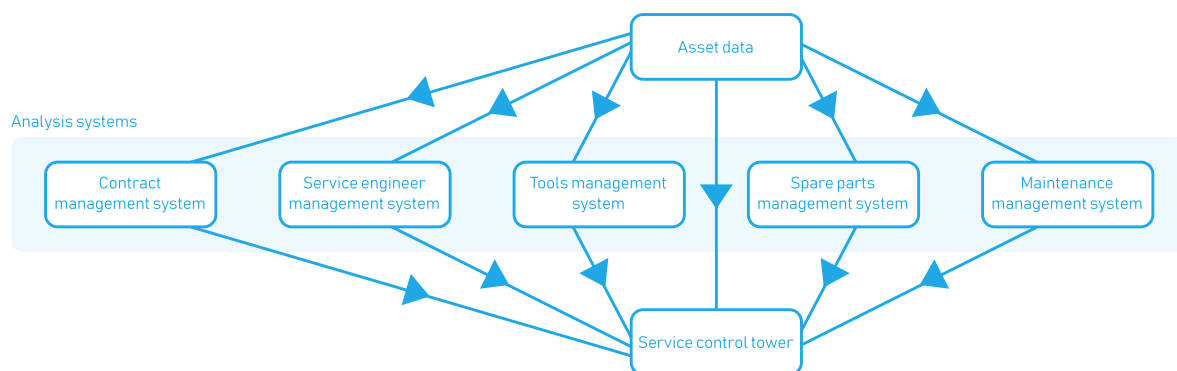 Asset data
Analysis systems
Contract
management system
Service engineer
management system
Tools management
system
Spare parts
management system
Maintenance
management system
Service control tower